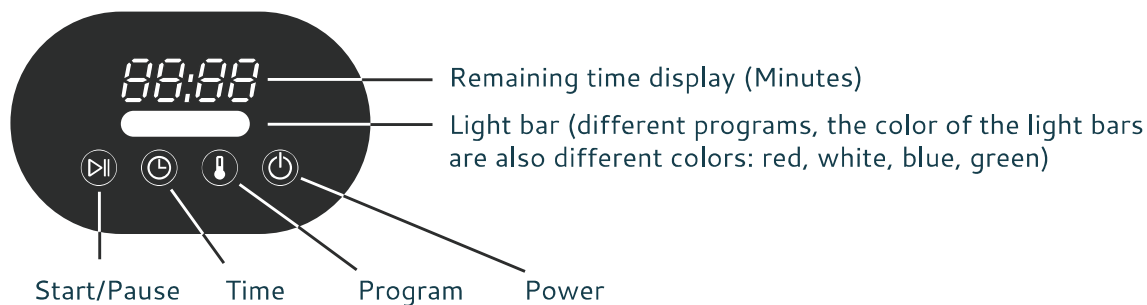 88:88
Remaining time display (Minutes)
Light bar (different programs, the color of the light bars
are also different colors: red, white, blue, green)
Start/Pause Time Program Power